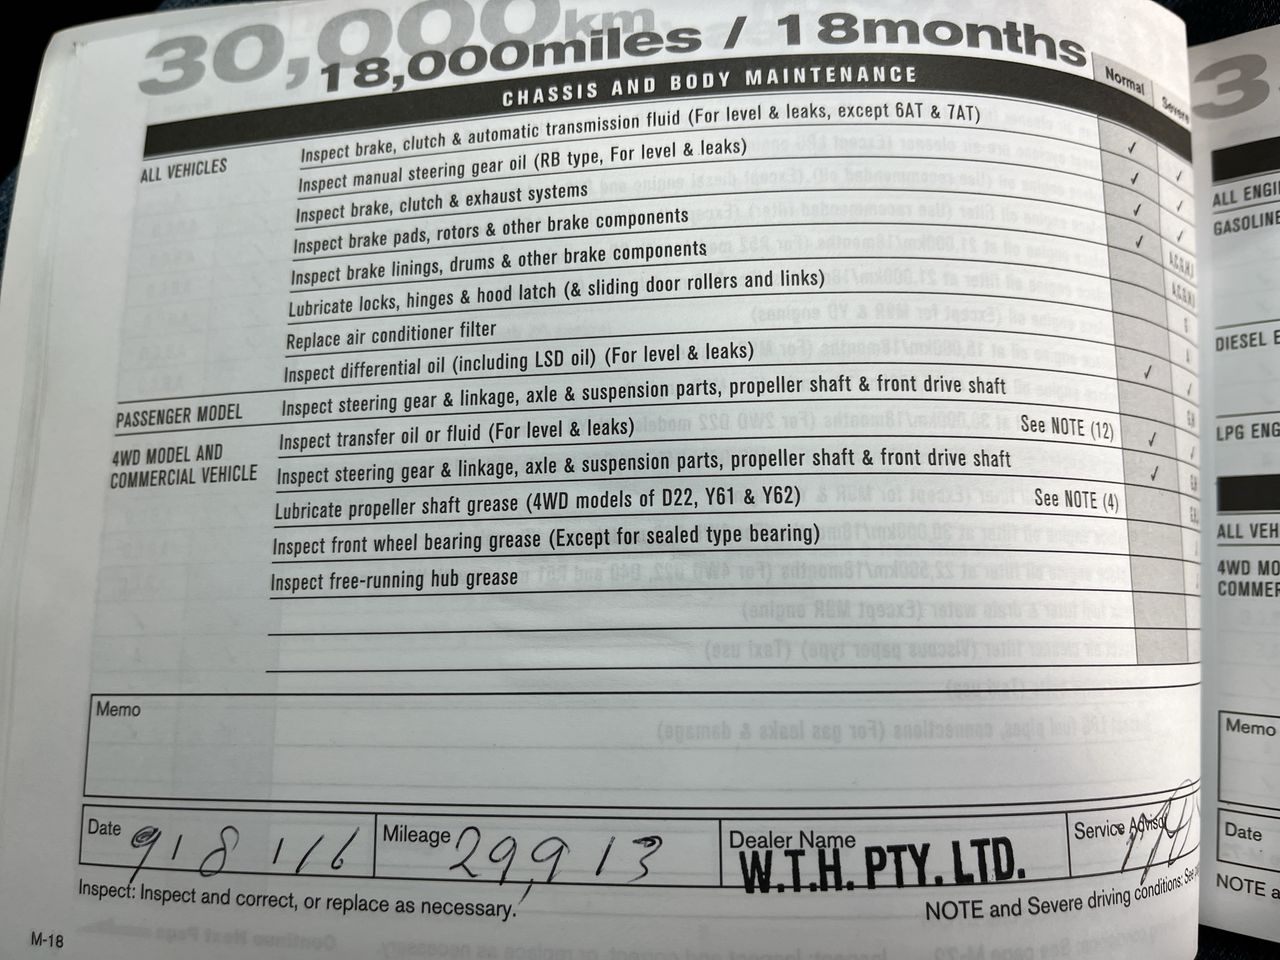 30,000km
18,000miles / 18months
CHASSIS AND BODY MAINTENANCE
Normal
Severe
ALL VEHICLES
Inspect brake, clutch & automatic transmission fluid (For level & leaks, except 6AT & 7AT) ✓ ✓
Inspect manual steering gear oil (RB type, For level & leaks) ✓ ✓
Inspect brake, clutch & exhaust systems ✓ ✓
Inspect brake pads, rotors & other brake components ✓
Inspect brake linings, drums & other brake components
Lubricate locks, hinges & hood latch (& sliding door rollers and links)
Replace air conditioner filter
Inspect differential oil (including LSD oil) (For level & leaks) ✓ ✓
PASSENGER MODEL
Inspect steering gear & linkage, axle & suspension parts, propeller shaft & front drive shaft
4WD MODEL AND
COMMERCIAL VEHICLE
Inspect transfer oil or fluid (For level & leaks) See NOTE (12) ✓
Inspect steering gear & linkage, axle & suspension parts, propeller shaft & front drive shaft ✓
Lubricate propeller shaft grease (4WD models of D22, Y61 & Y62) See NOTE (4)
Inspect front wheel bearing grease (Except for sealed type bearing)
Inspect free-running hub grease
Memo
Date 9/8/16
Mileage 29,913
Dealer Name
W.T.H. PTY. LTD.
Service Advisor
Inspect: Inspect and correct, or replace as necessary.
NOTE and Severe driving conditions: See
M-18
3
ALL ENGI
GASOLINE
DIESEL E
LPG ENG
ALL VEH
4WD MO
COMMER
Memo
Date
NOTE a